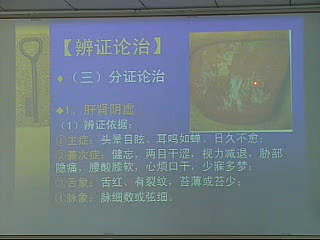 【辨证论治】
♦(三)分证论治
♦1、肝肾阴虚
(1)辨证依据:
①主症:头晕目眩,耳鸣如蝉,日久不愈;
②兼次症:健忘,两目干涩,视力减退,胁部
隐痛,腰酸膝软,心烦口干,少寐多梦;
③舌象:舌红、有裂纹,苔薄或苔少;
④脉象:脉细数或弦细。